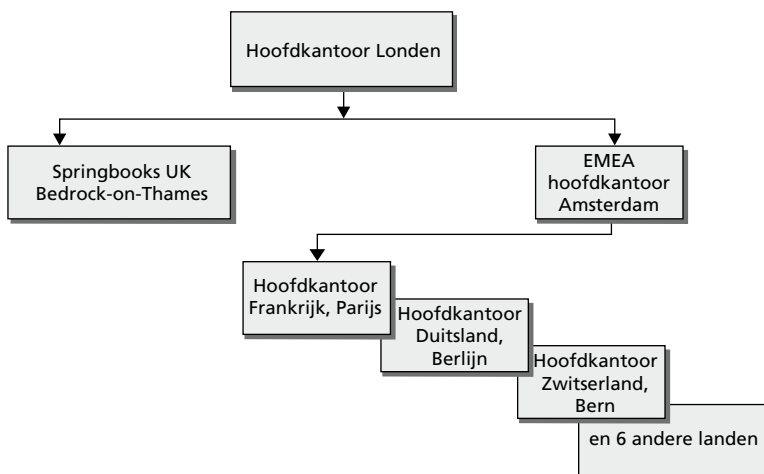 Hoofdkantoor Londen
Springbooks UK
Bedrock-on-Thames
EMEA
hoofdkantoor
Amsterdam
Hoofdkantoor
Frankrijk, Parijs
Hoofdkantoor
Duitsland,
Berlijn
Hoofdkantoor
Zwitserland,
Bern
en 6 andere landen